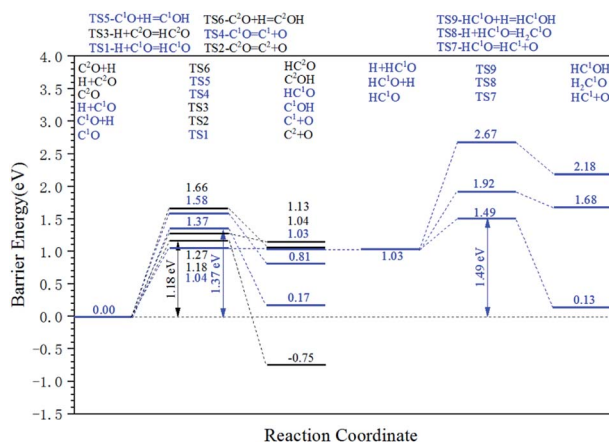 TS5-C¹O+H=C¹OH TS6-C²O+H=C²OH TS9-HC¹O+H=HC¹OH
TS3-H+C²O=HC²O TS4-C¹O=C¹+O TS8-H+HC¹O=H₂C¹O
TS1-H+C¹O=HC¹O TS2-C²O=C²+O TS7-HC¹O=HC¹+O
C²O+H TS6 HC²O H+HC¹O TS9 HC¹OH
H+C²O TS5 C²OH HC¹O+H TS8 H₂C¹O
C²O TS4 HC¹O HC¹O TS7 HC¹+O
H+C¹O TS3 C¹OH
C¹O+H TS2 C¹+O
C¹O TS1 C²+O
4.0
3.5
3.0
2.5
2.0
1.5
1.0
0.5
0.0
-0.5
-1.0
-1.5
Barrier Energy(eV)
0.00
1.66
1.58
1.37
1.27
1.18
1.04
1.18 eV
1.37 eV
1.13
1.04
1.03
0.81
0.17
-0.75
1.03
2.67
1.92
1.49
1.49 eV
2.18
1.68
0.13
Reaction Coordinate